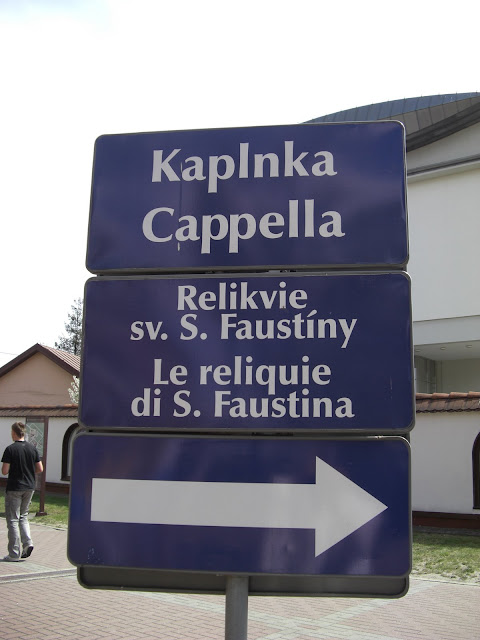 Kaplnka
Cappella
Relikvie
sv. S. Faustíny
Le reliquie
di S. Faustina